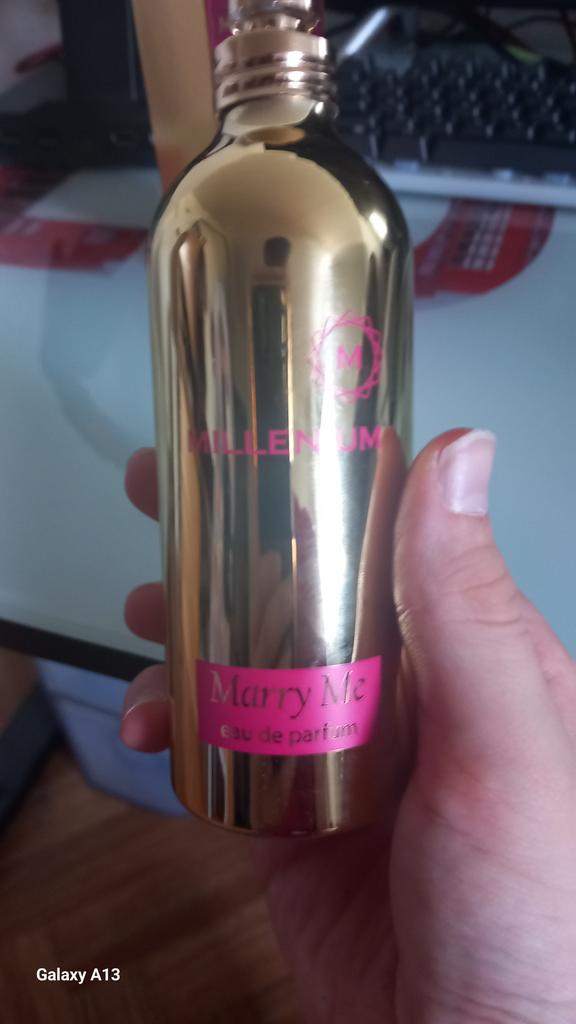 M
MILLENIUM
Marry Me
eau de parfum
Galaxy A13